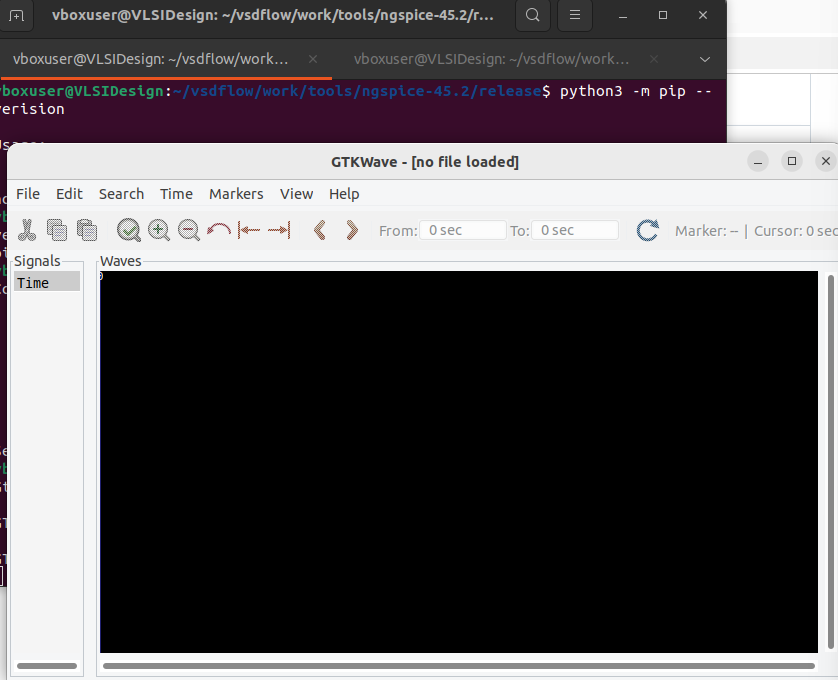 vboxuser@VLSIDesign: ~/vsdflow/work/tools/ngspice-45.2/r...
vboxuser@VLSIDesign: ~/vsdflow/work... × vboxuser@VLSIDesign: ~/vsdflow/work... ×
vboxuser@VLSIDesign:~/vsdflow/work/tools/ngspice-45.2/release$ python3 -m pip --
verision
GTKWave - [no file loaded]
File Edit Search Time Markers View Help
From: 0 sec To: 0 sec Marker: -- | Cursor: 0 sec
Signals Waves
Time
0